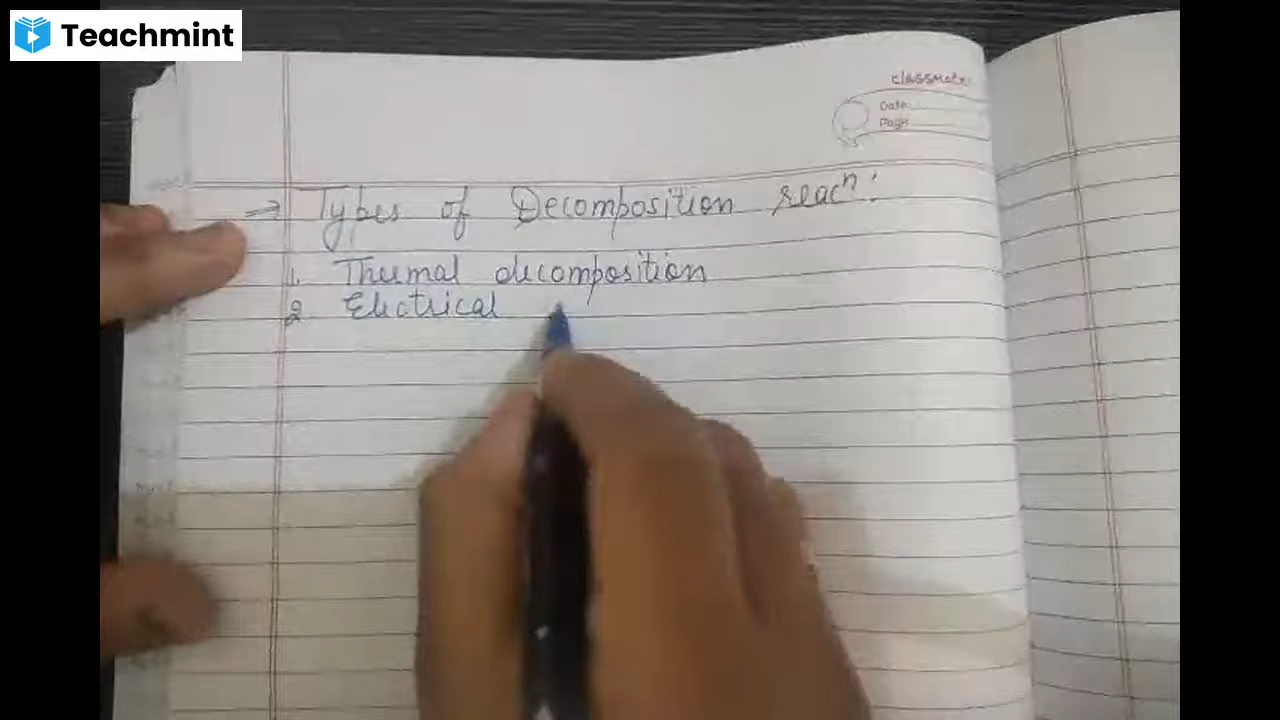 Teachmint
classmate
Date
Page
⇒ Types of Decomposition reacⁿ:
1. Thermal decomposition
2. Electrical